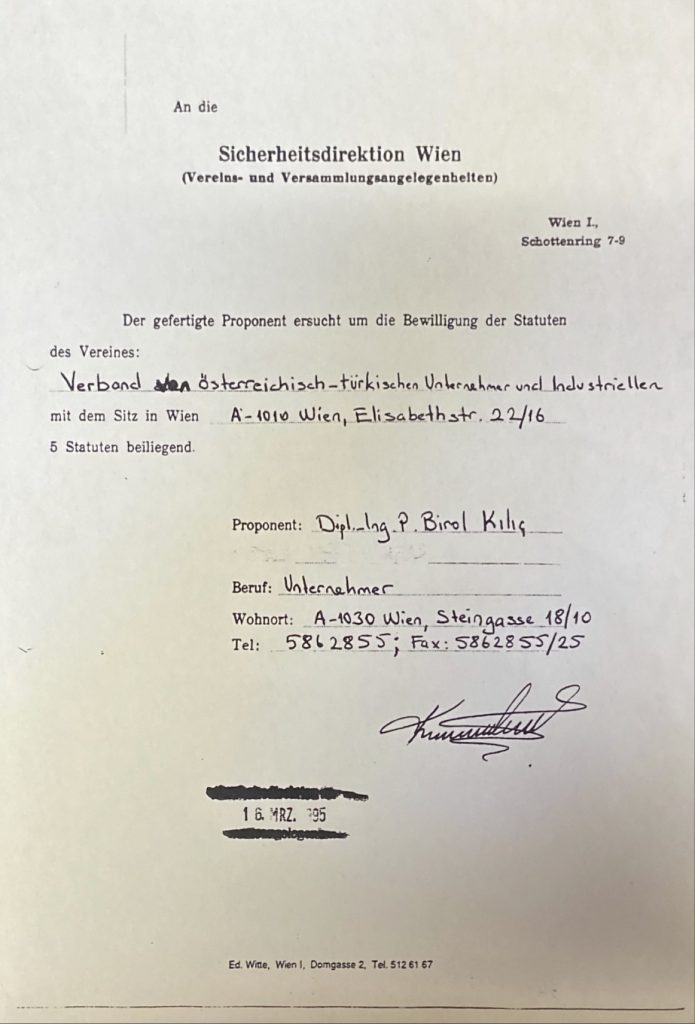 An die
Sicherheitsdirektion Wien
(Vereins- und Versammlungsangelegenheiten)
Wien I.,
Schottenring 7-9
Der gefertigte Proponent ersucht um die Bewilligung der Statuten
des Vereines:
Verband österreichisch-türkischen Unternehmer und Industriellen
mit dem Sitz in Wien A-1010 Wien, Elisabethstr. 22/16
5 Statuten beiliegend.
Proponent: Dipl.-Ing. P. Birol Kılıç
Beruf: Unternehmer
Wohnort: A-1030 Wien, Steingasse 18/10
Tel: 5862855; Fax: 5862855/25
16. MRZ. 95
Ed. Witte, Wien I, Domgasse 2, Tel. 512 61 67